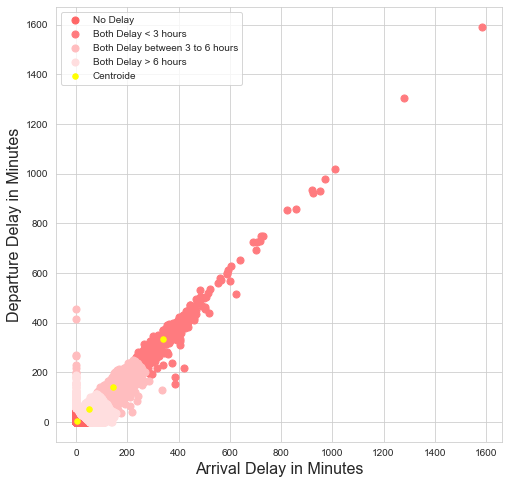 No Delay
Both Delay < 3 hours
Both Delay between 3 to 6 hours
Both Delay > 6 hours
Centroide
1600
1400
1200
1000
800
600
400
200
0
Departure Delay in Minutes
0 200 400 600 800 1000 1200 1400 1600
Arrival Delay in Minutes